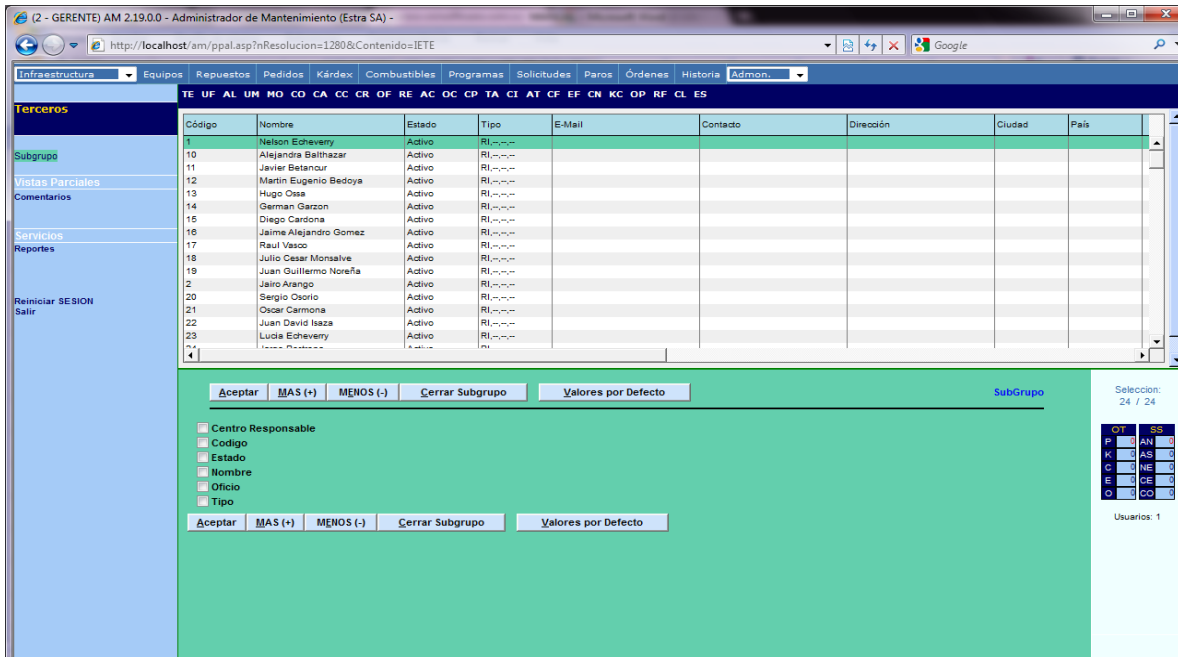 (2 - GERENTE) AM 2.19.0.0 - Administrador de Mantenimiento (Estra SA) -
http://localhost/am/ppal.asp?nResolucion=1280&Contenido=IETE
Google
Infraestructura Equipos Repuestos Pedidos Kárdex Combustibles Programas Solicitudes Paros Órdenes Historia Admon.
TE UF AL UM MO CO CA CC CR OF RE AC OC CP TA CI AT CF EF CN KC OP RF CL ES
Terceros
Subgrupo
Vistas Parciales
Comentarios
Servicios
Reportes
Reiniciar SESION
Salir
Código Nombre Estado Tipo E-Mail Contacto Dirección Ciudad País
1 Nelson Echeverry Activo RI,--,--,--
10 Alejandra Balthazar Activo RI,--,--,--
11 Javier Betancur Activo RI,--,--,--
12 Martin Eugenio Bedoya Activo RI,--,--,--
13 Hugo Ossa Activo RI,--,--,--
14 German Garzon Activo RI,--,--,--
15 Diego Cardona Activo RI,--,--,--
16 Jaime Alejandro Gomez Activo RI,--,--,--
17 Raul Vasco Activo RI,--,--,--
18 Julio Cesar Monsalve Activo RI,--,--,--
19 Juan Guillermo Noreña Activo RI,--,--,--
2 Jairo Arango Activo RI,--,--,--
20 Sergio Osorio Activo RI,--,--,--
21 Oscar Carmona Activo RI,--,--,--
22 Juan David Isaza Activo RI,--,--,--
23 Lucia Echeverry Activo RI,--,--,--
Aceptar MAS (+) MENOS (-) Cerrar Subgrupo Valores por Defecto SubGrupo
Centro Responsable
Codigo
Estado
Nombre
Oficio
Tipo
Aceptar MAS (+) MENOS (-) Cerrar Subgrupo Valores por Defecto
Seleccion:
24 / 24
OT SS
P 0 AN 0
K 0 AS 0
C 0 NE 0
E 0 CE 0
O 0 CO 0
Usuarios: 1